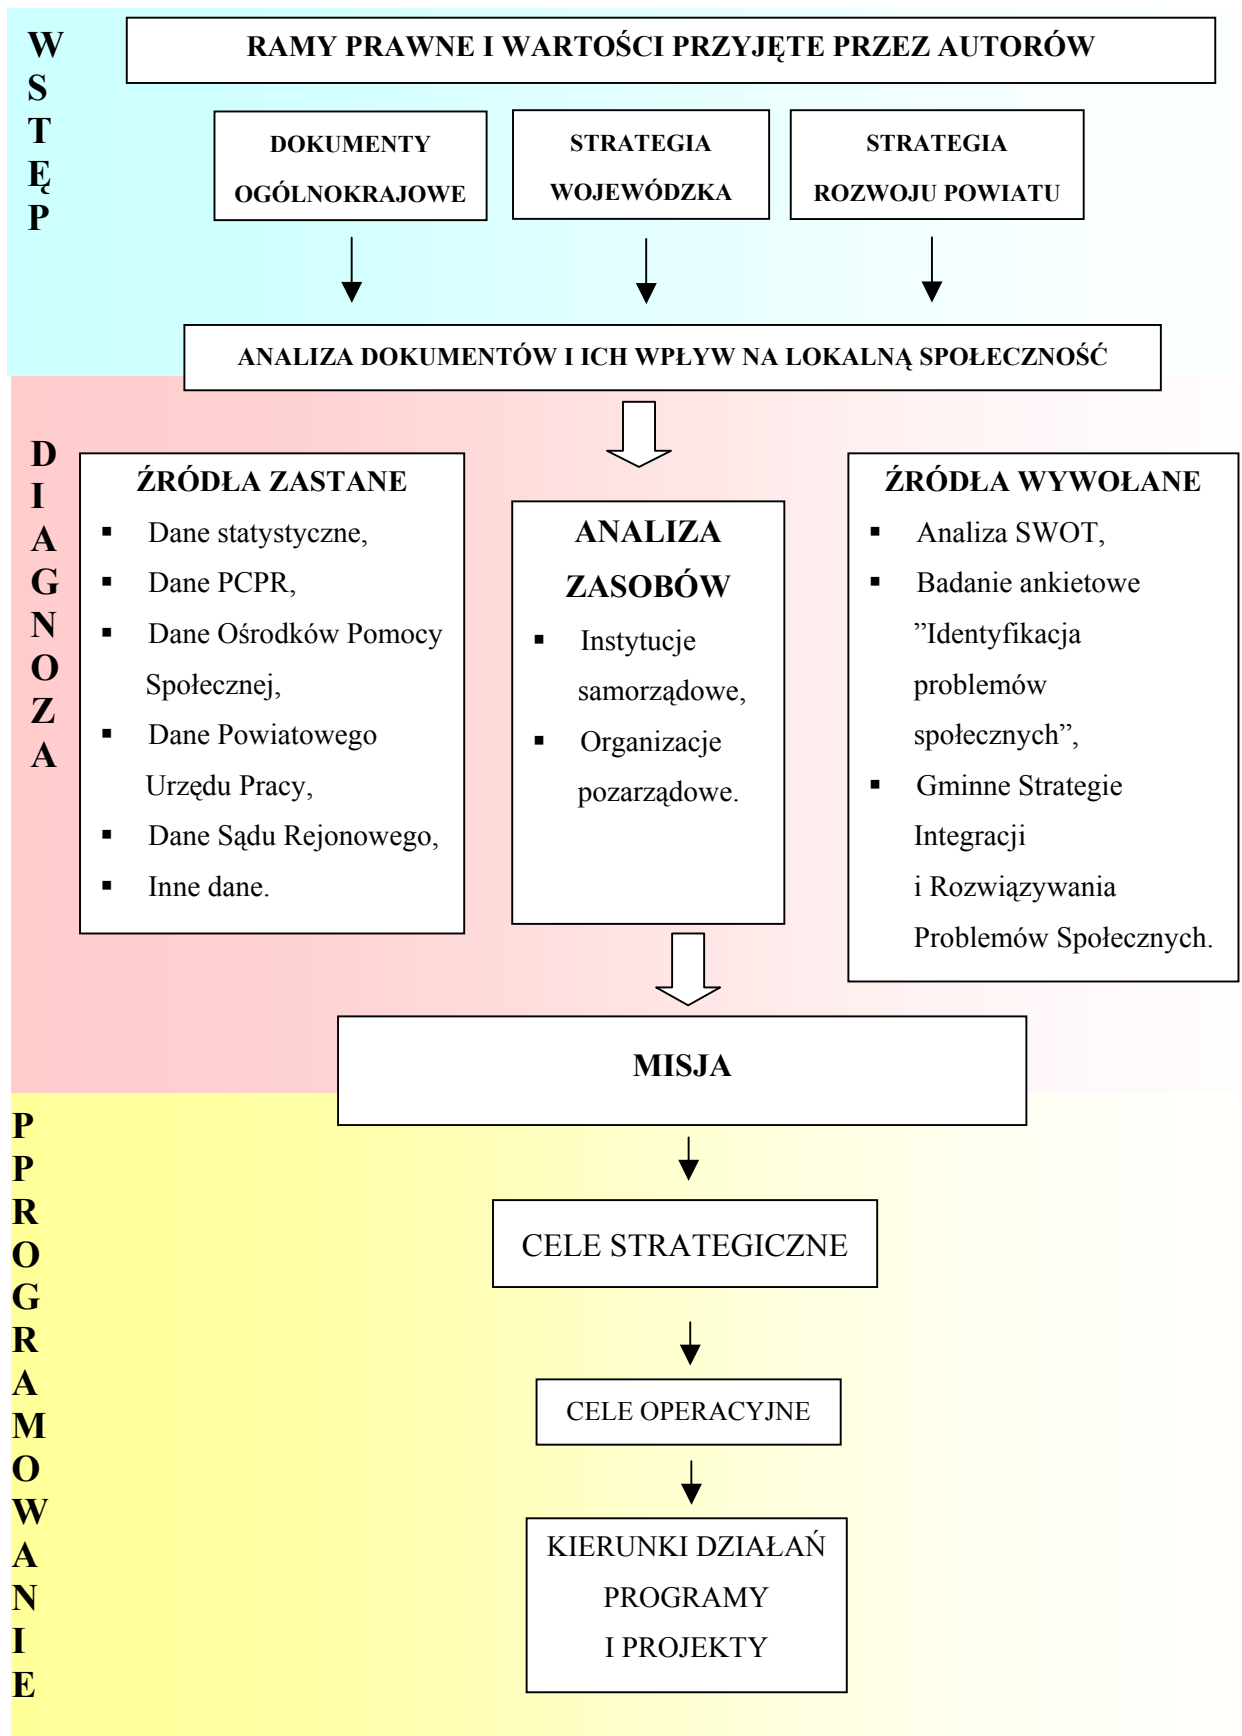 WSTĘP
RAMY PRAWNE I WARTOŚCI PRZYJĘTE PRZEZ AUTORÓW
DOKUMENTY
OGÓLNOKRAJOWE
STRATEGIA
WOJEWÓDZKA
STRATEGIA
ROZWOJU POWIATU
ANALIZA DOKUMENTÓW I ICH WPŁYW NA LOKALNĄ SPOŁECZNOŚĆ
DIAGNOZA
ŹRÓDŁA ZASTANE
▪ Dane statystyczne,
▪ Dane PCPR,
▪ Dane Ośrodków Pomocy
Społecznej,
▪ Dane Powiatowego
Urzędu Pracy,
▪ Dane Sądu Rejonowego,
▪ Inne dane.
ANALIZA
ZASOBÓW
▪ Instytucje
samorządowe,
▪ Organizacje
pozarządowe.
ŹRÓDŁA WYWOŁANE
▪ Analiza SWOT,
▪ Badanie ankietowe
”Identyfikacja
problemów
społecznych”,
▪ Gminne Strategie
Integracji
i Rozwiązywania
Problemów Społecznych.
MISJA
PPROGRAMOWANIE
CELE STRATEGICZNE
CELE OPERACYJNE
KIERUNKI DZIAŁAŃ
PROGRAMY
I PROJEKTY